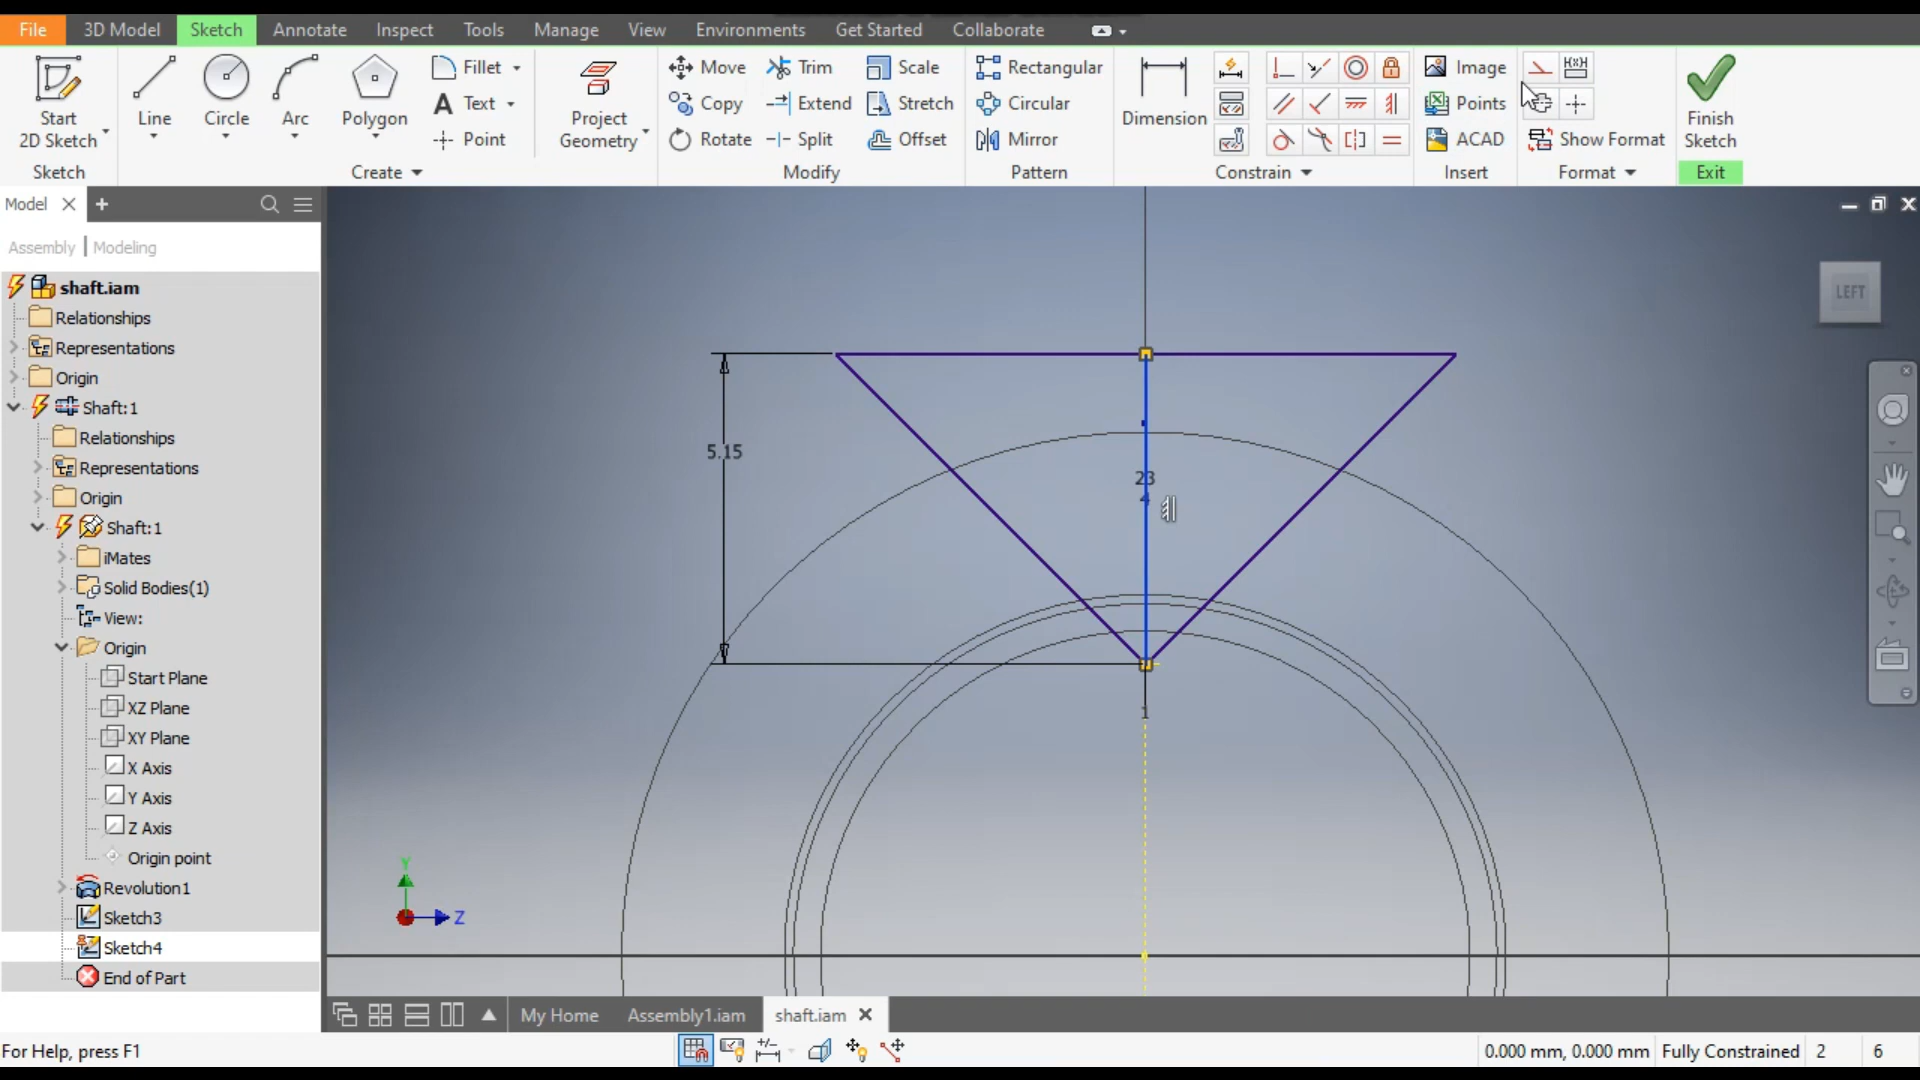 File 3D Model Sketch Annotate Inspect Tools Manage View Environments Get Started Collaborate
Start 2D Sketch
Line
Circle
Arc
Polygon
Fillet
Text
Point
Project Geometry
Move
Copy
Rotate
Trim
Extend
Split
Scale
Stretch
Offset
Rectangular
Circular
Mirror
Dimension
Image
Points
ACAD
Show Format
Finish Sketch
Sketch Create Modify Pattern Constrain Insert Format Exit
Model
Assembly Modeling
shaft.iam
Relationships
Representations
Origin
Shaft:1
Relationships
Representations
Origin
Shaft:1
iMates
Solid Bodies(1)
View:
Origin
Start Plane
XZ Plane
XY Plane
X Axis
Y Axis
Z Axis
Origin point
Revolution1
Sketch3
Sketch4
End of Part
LEFT
5.15
1
Y
Z
My Home Assembly1.iam shaft.iam
For Help, press F1
0.000 mm, 0.000 mm Fully Constrained 2 6